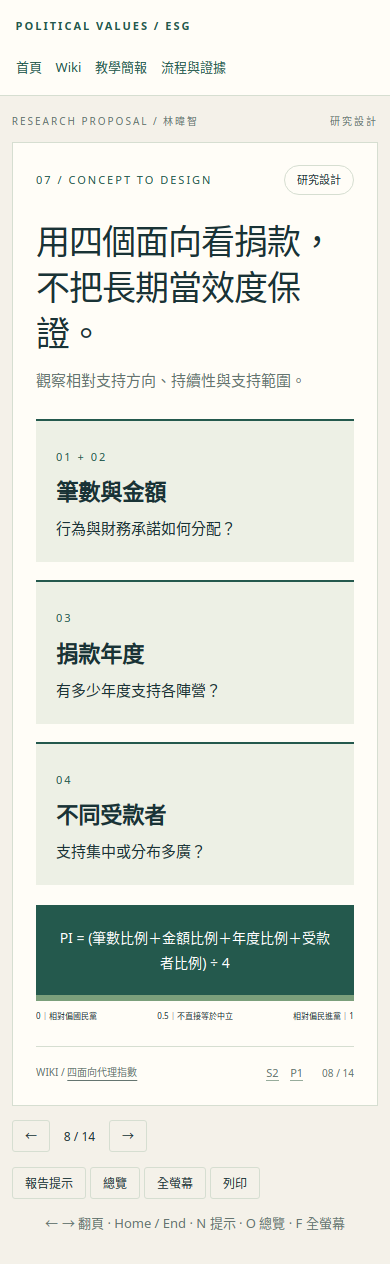 POLITICAL VALUES / ESG
首頁 Wiki 教學簡報 流程與證據
RESEARCH PROPOSAL / 林暐智 研究設計
07 / CONCEPT TO DESIGN 研究設計
用四個面向看捐款，
不把長期當效度保
證。
觀察相對支持方向、持續性與支持範圍。
01 + 02
筆數與金額
行為與財務承諾如何分配？
03
捐款年度
有多少年度支持各陣營？
04
不同受款者
支持集中或分布多廣？
PI = (筆數比例＋金額比例＋年度比例＋受款
者比例) ÷ 4
0｜相對偏國民黨 0.5｜不直接等於中立 相對偏民進黨｜1
WIKI / 四面向代理指數 S2 P1 08 / 14
← 8 / 14 →
報告提示 總覽 全螢幕 列印
← → 翻頁 · Home / End · N 提示 · O 總覽 · F 全螢幕